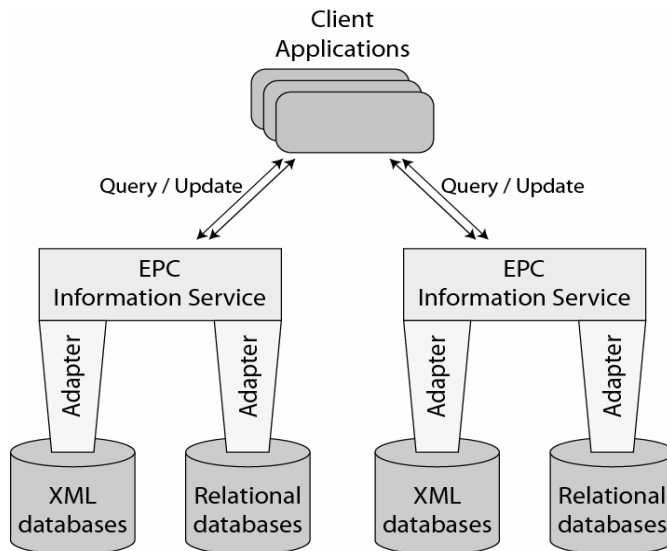 Client
Applications
Query / Update
Query / Update
EPC
Information Service
EPC
Information Service
Adapter
Adapter
Adapter
Adapter
XML
databases
Relational
databases
XML
databases
Relational
databases